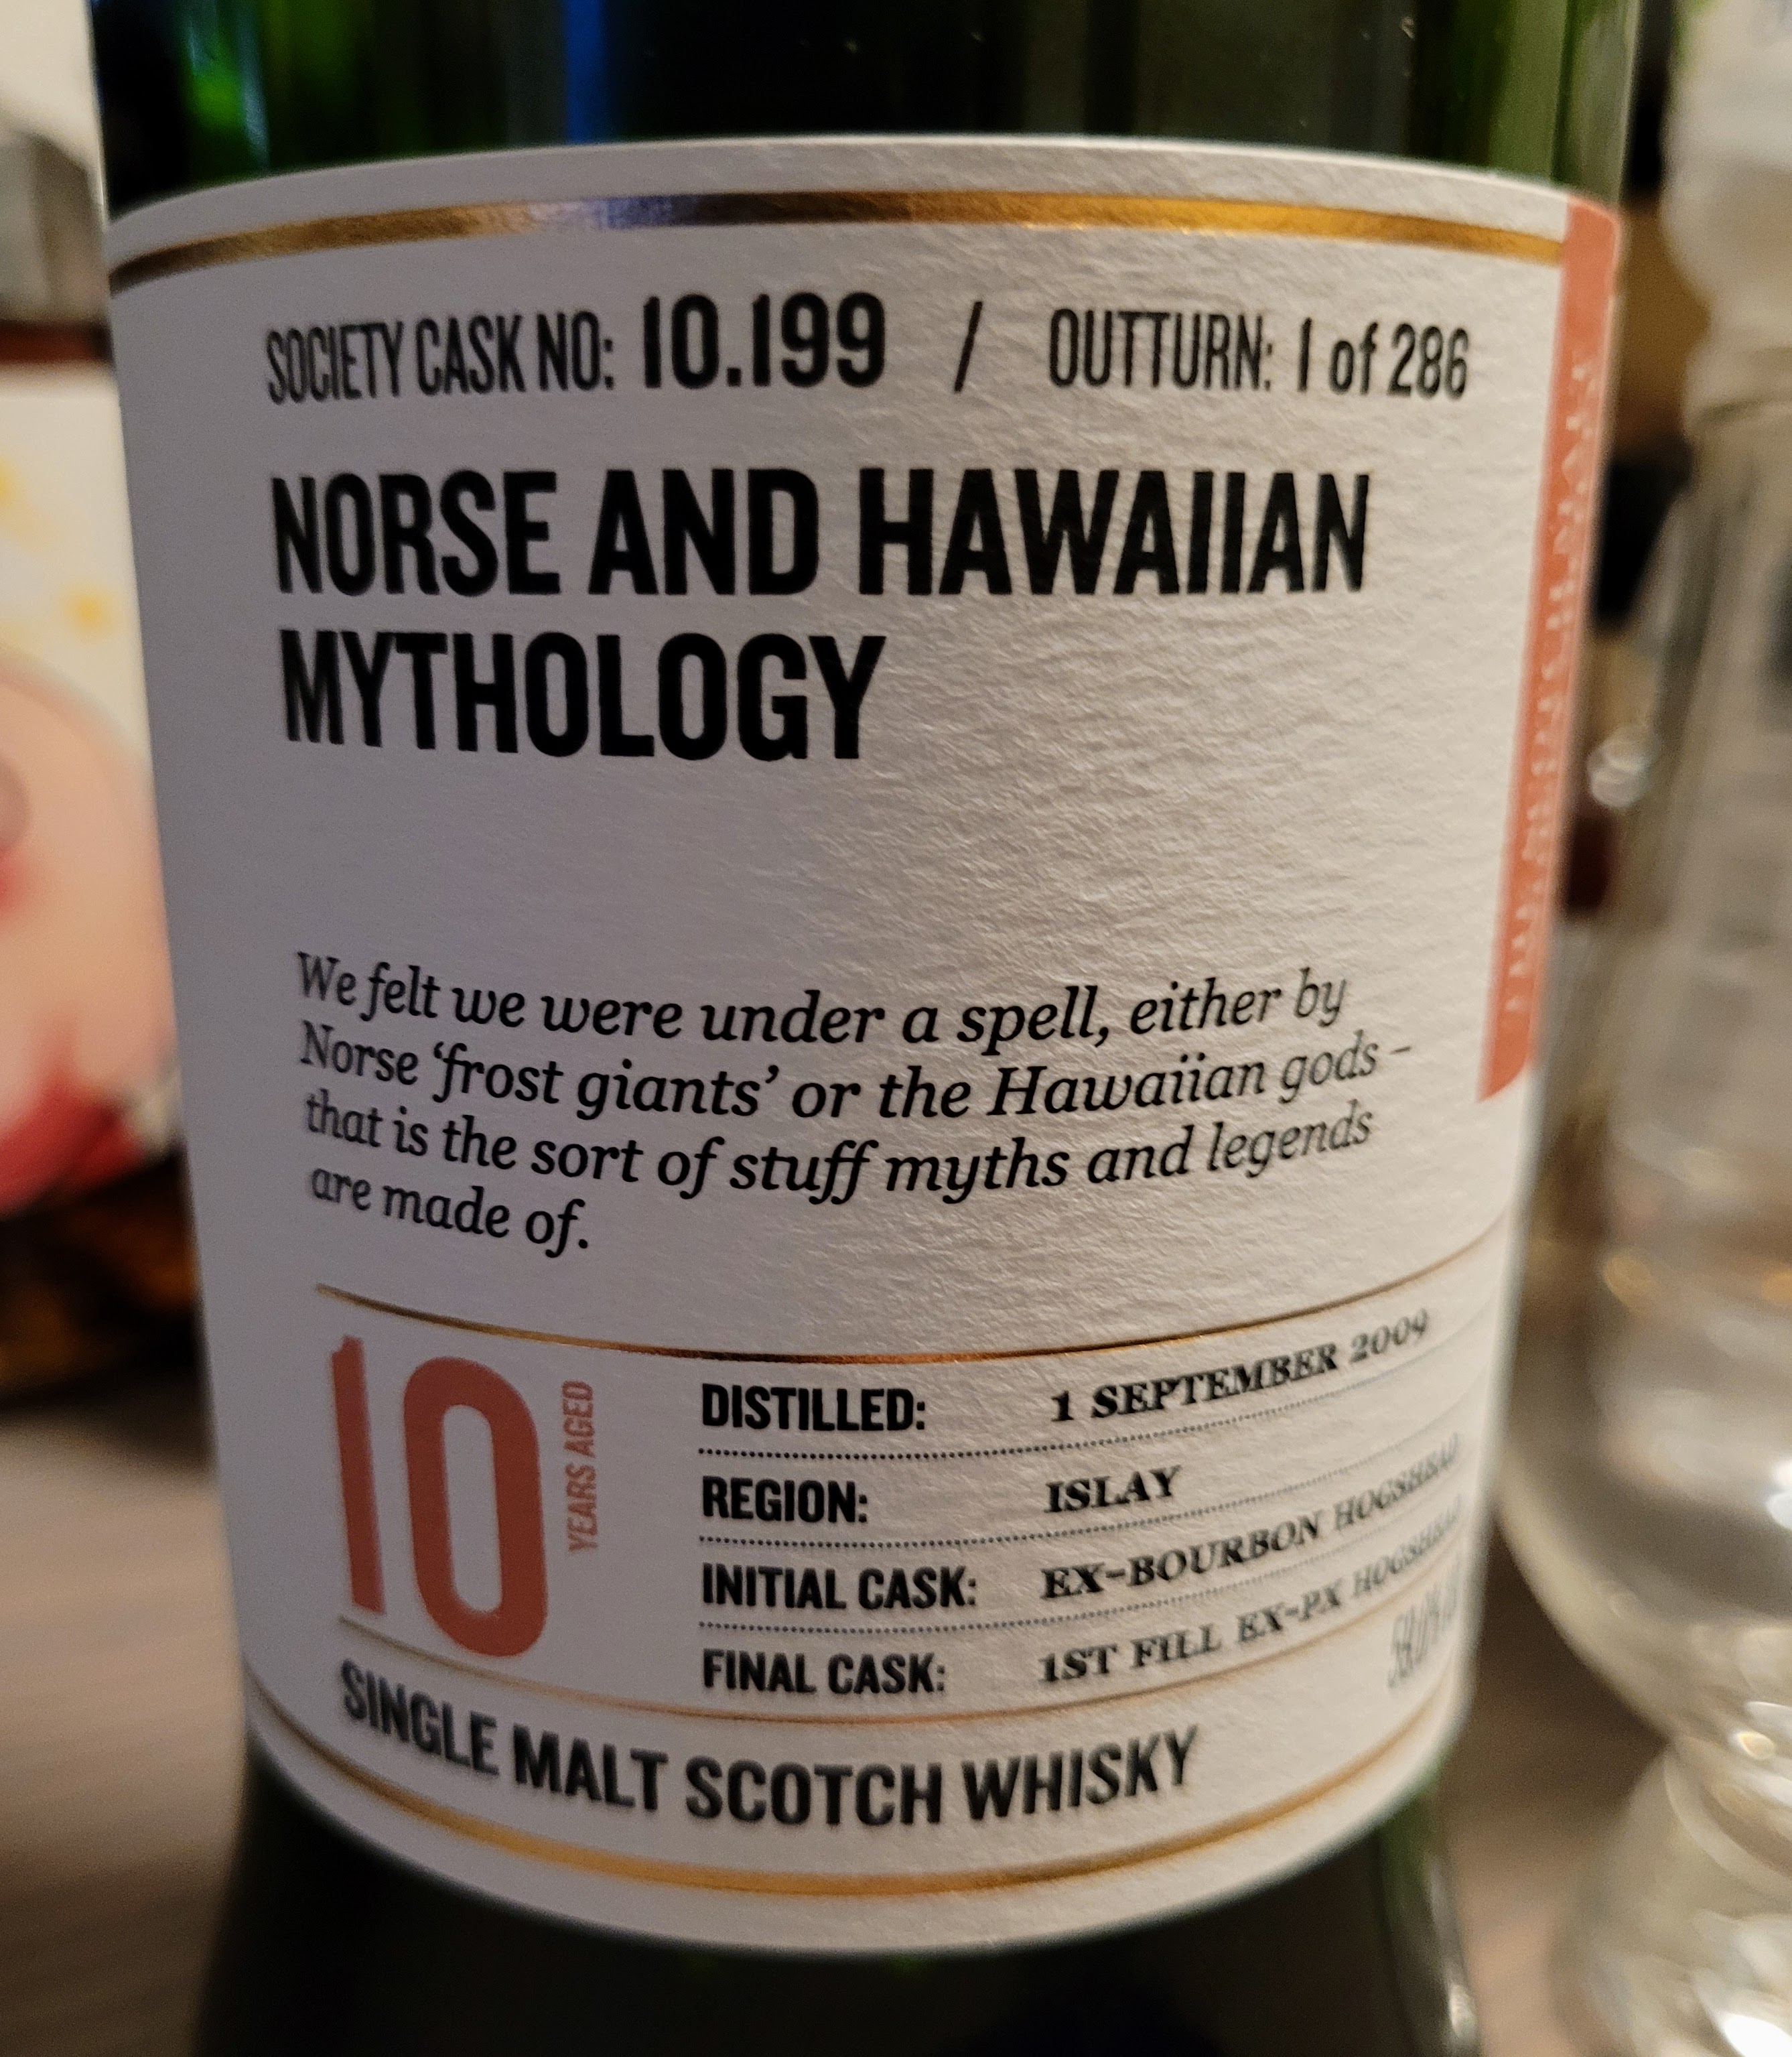 SOCIETY CASK NO: 10.199 / OUTTURN: 1 of 286
NORSE AND HAWAIIAN
MYTHOLOGY
We felt we were under a spell, either by
Norse ‘frost giants’ or the Hawaiian gods –
that is the sort of stuff myths and legends
are made of.
10 YEARS AGED
DISTILLED: 1 SEPTEMBER 2009
REGION: ISLAY
INITIAL CASK: EX-BOURBON HOGSHEAD
FINAL CASK: 1ST FILL EX-PX HOGSHEAD
SINGLE MALT SCOTCH WHISKY